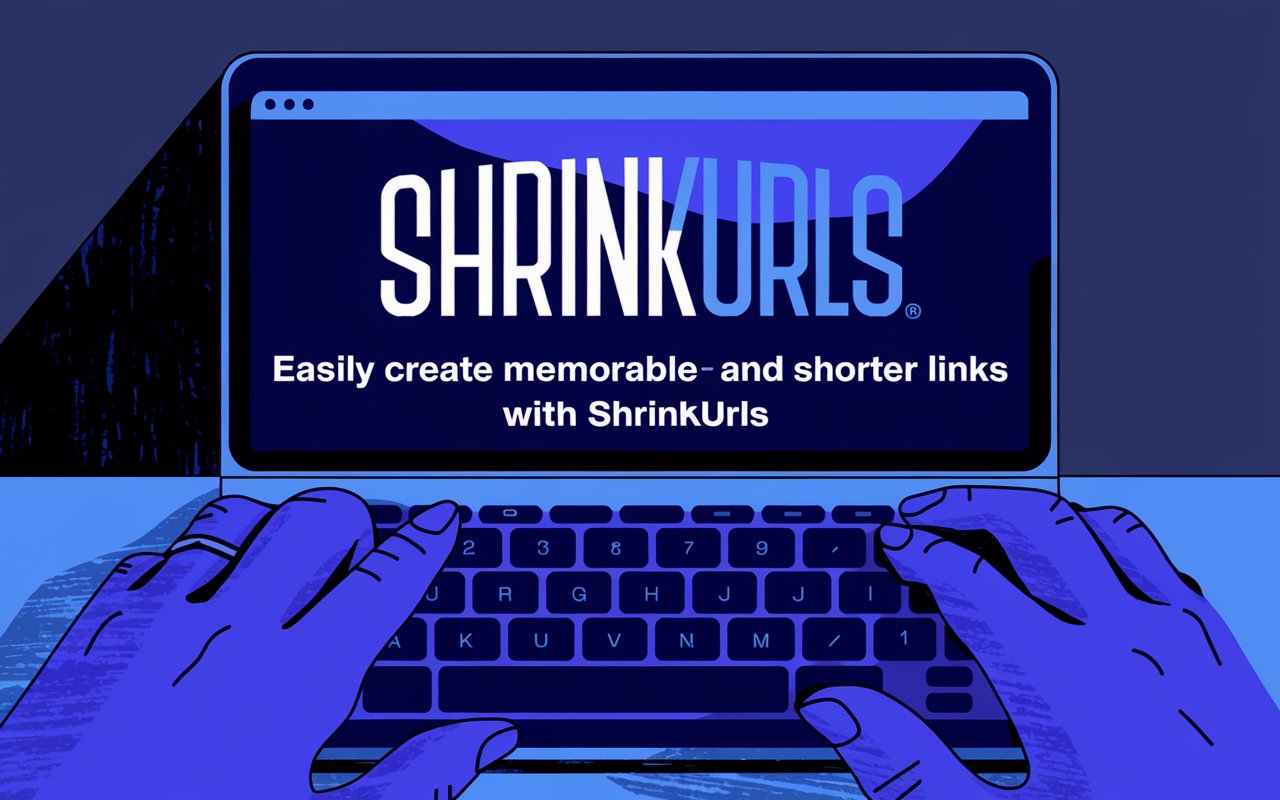 SHRINKURLS®
Easily create memorable - and shorter links
with ShrinkUrls
2 3 8 7 9
J R G H J J I
A K U V N M / 1